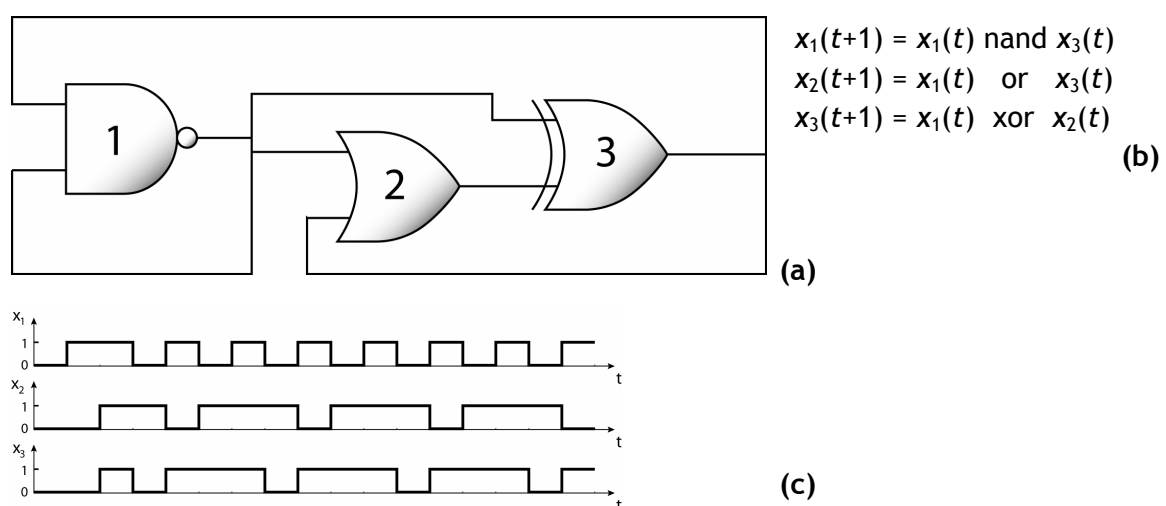 1
2
3
x₁(t+1) = x₁(t) nand x₃(t)
x₂(t+1) = x₁(t) or x₃(t)
x₃(t+1) = x₁(t) xor x₂(t)
(b)
(a)
x₁
1
0
t
x₂
1
0
t
x₃
1
0
t
(c)